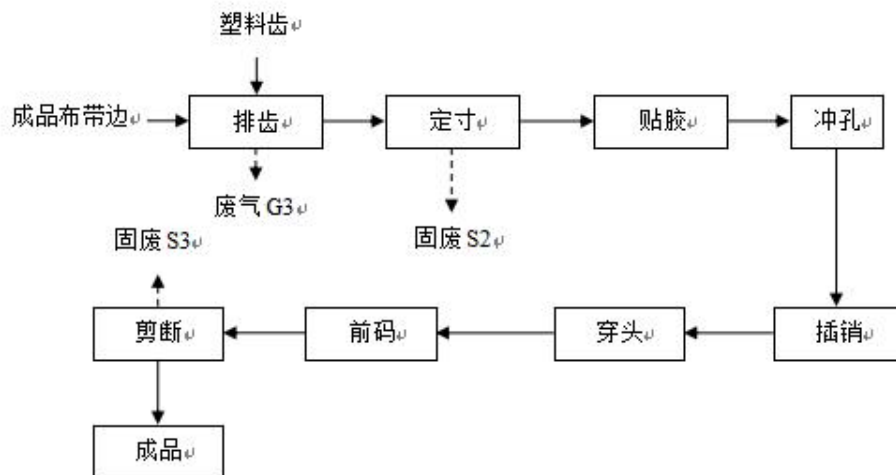 塑料齿
成品布带边
排齿
定寸
贴胶
冲孔
废气 G3
固废 S2
固废 S3
剪断
前码
穿头
插销
成品